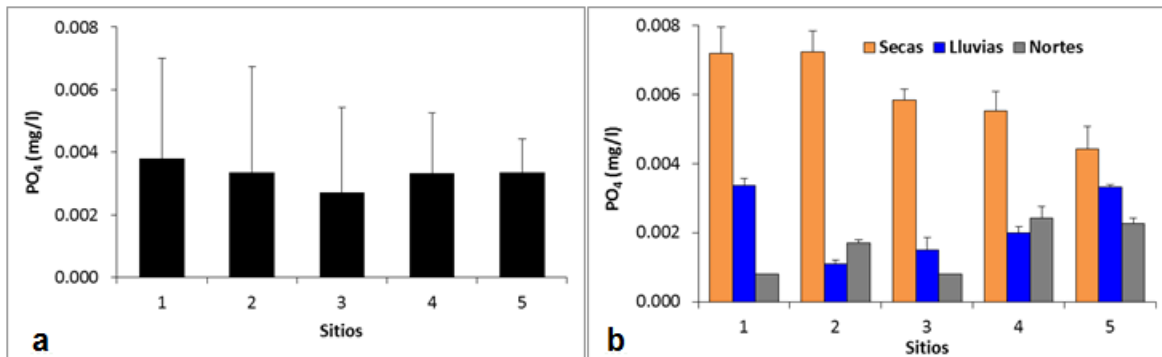 0.008
0.006
0.004
0.002
0.000
PO4 (mg/l)
1 2 3 4 5
Sitios
a
0.008
0.006
0.004
0.002
0.000
PO4 (mg/l)
Secas Lluvias Nortes
1 2 3 4 5
Sitios
b